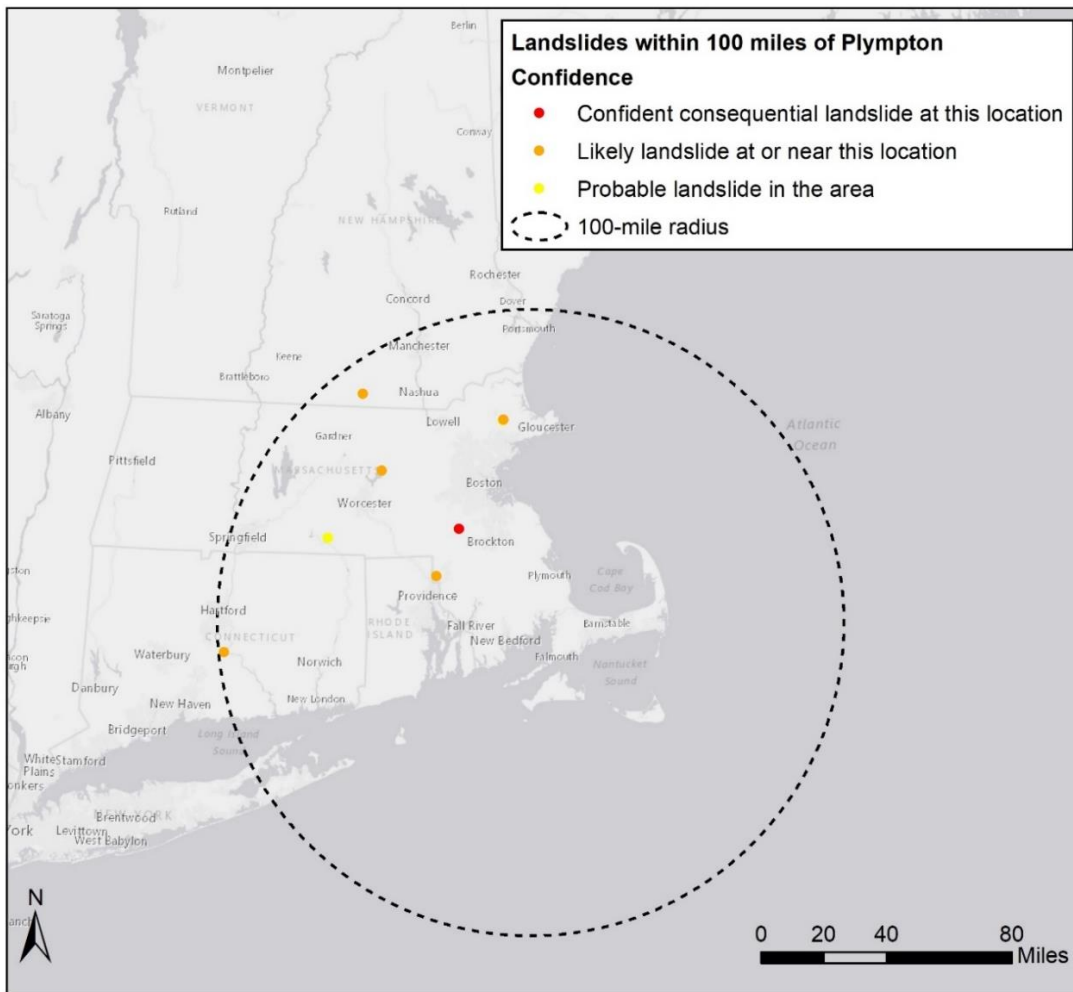 Landslides within 100 miles of Plympton
Confidence
Confident consequential landslide at this location
Likely landslide at or near this location
Probable landslide in the area
100-mile radius
Berlin
Montpelier
VERMONT
Conway
Rutland
NEW HAMPSHIRE
Rochester
Concord
Dover
Saratoga
Springs
Portsmouth
Manchester
Keene
Brattleboro
Nashua
Albany
Lowell
Gloucester
Atlantic
Ocean
Gardner
Pittsfield
MASSACHUSETTS
Boston
Worcester
Springfield
Brockton
Plymouth
Cape
Cod Bay
Providence
Hartford
RHODE
ISLAND
Fall River
Barnstable
CONNECTICUT
New Bedford
Waterbury
Norwich
Falmouth
Nantucket
Sound
Danbury
New Haven
New London
Bridgeport
Long Island
Sound
White
Plains
Stamford
onkers
NEW YORK
Brentwood
York
Levittown
West Babylon
N
0 20 40 80
Miles